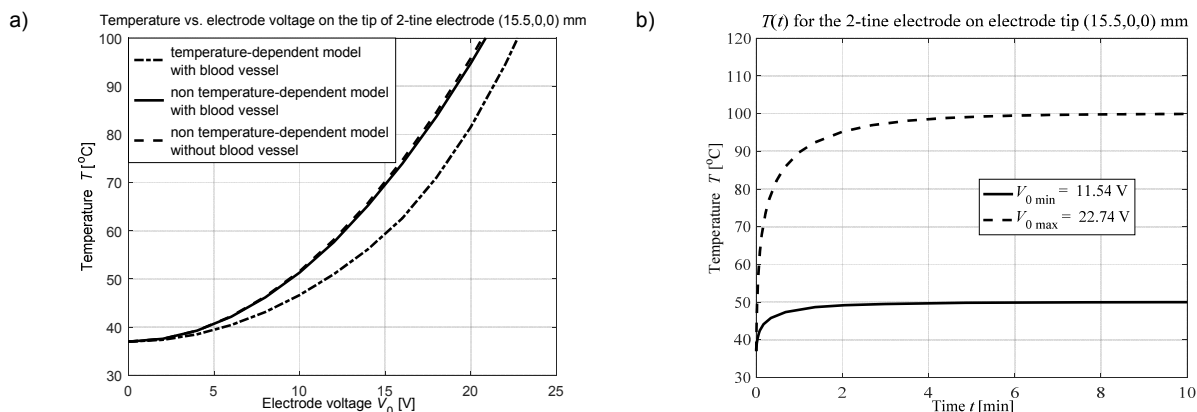 a)
Temperature vs. electrode voltage on the tip of 2-tine electrode (15.5,0,0) mm
100
90
80
70
60
50
40
30
Temperature T [°C]
temperature-dependent model
with blood vessel
non temperature-dependent model
with blood vessel
non temperature-dependent model
without blood vessel
0 5 10 15 20 25
Electrode voltage V0 [V]
b)
T(t) for the 2-tine electrode on electrode tip (15.5,0,0) mm
120
110
100
90
80
70
60
50
40
30
Temperature T [°C]
V0 min = 11.54 V
V0 max = 22.74 V
0 2 4 6 8 10
Time t [min]